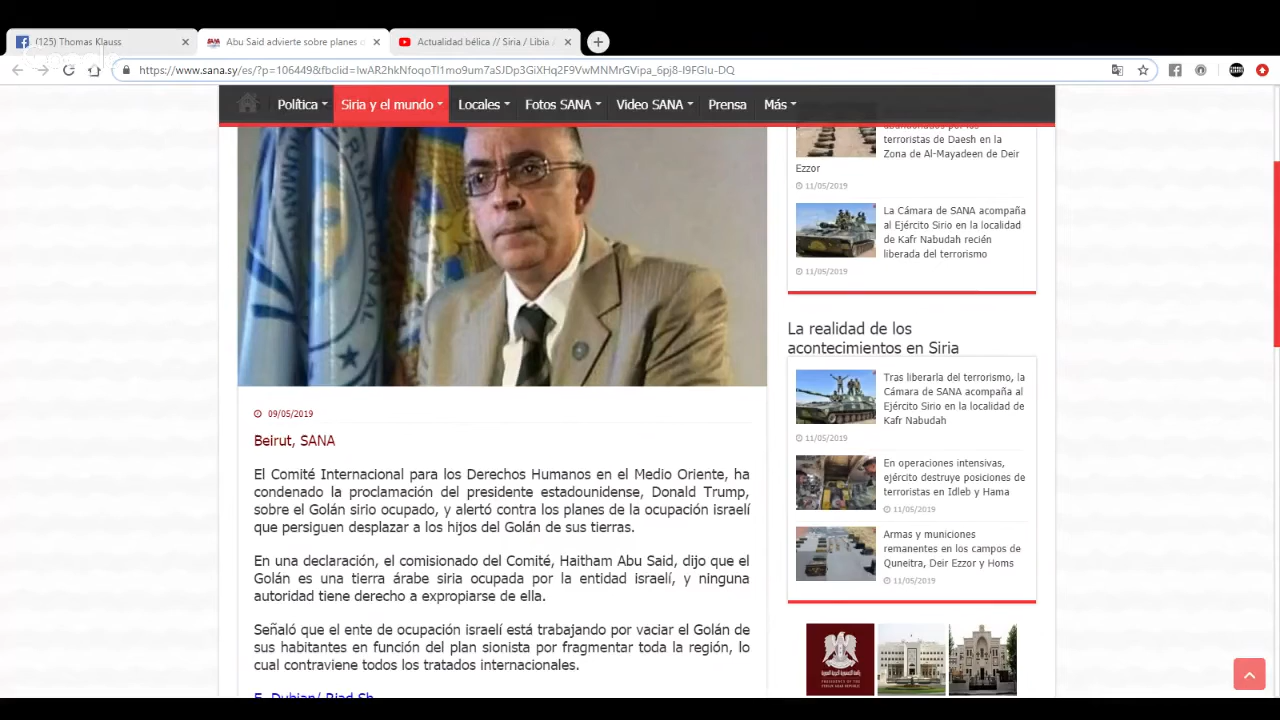 (125) Thomas Klauss
Abu Said advierte sobre planes
Actualidad bélica // Siria / Libia /
https://www.sana.sy/es/?p=106449&fbclid=IwAR2hkNfoqoTI1mo9um7aSJDp3GiXHq2F9VwMNMrGVipa_6pj8-I9FGlu-DQ
Política
Siria y el mundo
Locales
Fotos SANA
Video SANA
Prensa
Más
09/05/2019
Beirut, SANA
El Comité Internacional para los Derechos Humanos en el Medio Oriente, ha
condenado la proclamación del presidente estadounidense, Donald Trump,
sobre el Golán sirio ocupado, y alertó contra los planes de la ocupación israelí
que persiguen desplazar a los hijos del Golán de sus tierras.
En una declaración, el comisionado del Comité, Haitham Abu Said, dijo que el
Golán es una tierra árabe siria ocupada por la entidad israelí, y ninguna
autoridad tiene derecho a expropiarse de ella.
Señaló que el ente de ocupación israelí está trabajando por vaciar el Golán de
sus habitantes en función del plan sionista por fragmentar toda la región, lo
cual contraviene todos los tratados internacionales.
abandonados por los
terroristas de Daesh en la
Zona de Al-Mayadeen de Deir
Ezzor
11/05/2019
La Cámara de SANA acompaña
al Ejército Sirio en la localidad
de Kafr Nabudah recién
liberada del terrorismo
11/05/2019
La realidad de los
acontecimientos en Siria
Tras liberarla del terrorismo, la
Cámara de SANA acompaña al
Ejército Sirio en la localidad de
Kafr Nabudah
11/05/2019
En operaciones intensivas,
ejército destruye posiciones de
terroristas en Idleb y Hama
11/05/2019
Armas y municiones
remanentes en los campos de
Quneitra, Deir Ezzor y Homs
11/05/2019